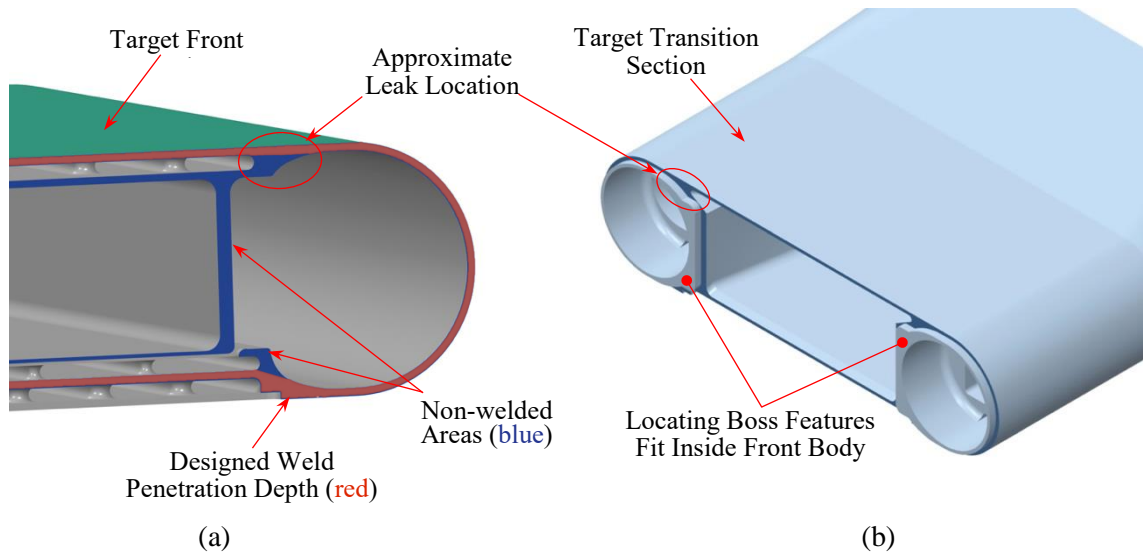 Target Front
Approximate
Leak Location
Target Transition
Section
Non-welded
Areas (blue)
Designed Weld
Penetration Depth (red)
Locating Boss Features
Fit Inside Front Body
(a)
(b)